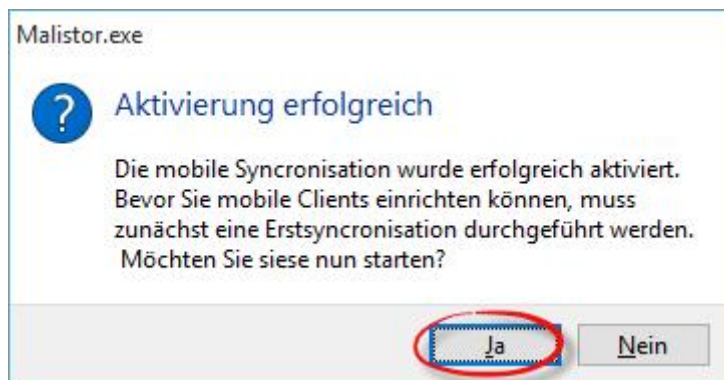 Malistor.exe
Aktivierung erfolgreich
Die mobile Syncronisation wurde erfolgreich aktiviert.
Bevor Sie mobile Clients einrichten können, muss
zunächst eine Erstsyncronisation durchgeführt werden.
Möchten Sie siese nun starten?
Ja Nein